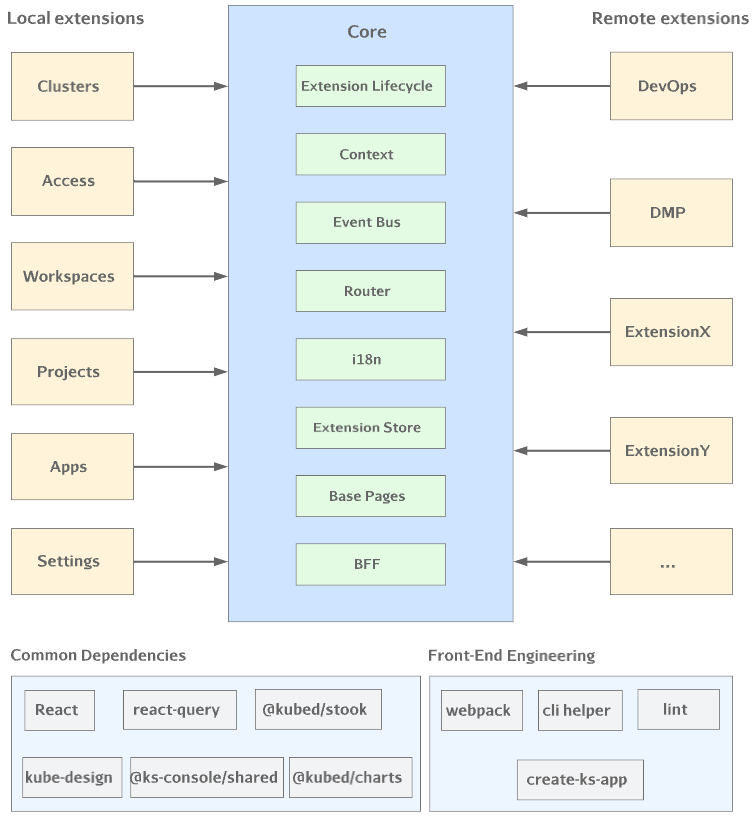 Local extensions
Core
Remote extensions
Clusters
Access
Workspaces
Projects
Apps
Settings
Extension Lifecycle
Context
Event Bus
Router
i18n
Extension Store
Base Pages
BFF
DevOps
DMP
ExtensionX
ExtensionY
...
Common Dependencies
React
react-query
@kubed/stook
kube-design
@ks-console/shared
@kubed/charts
Front-End Engineering
webpack
cli helper
lint
create-ks-app